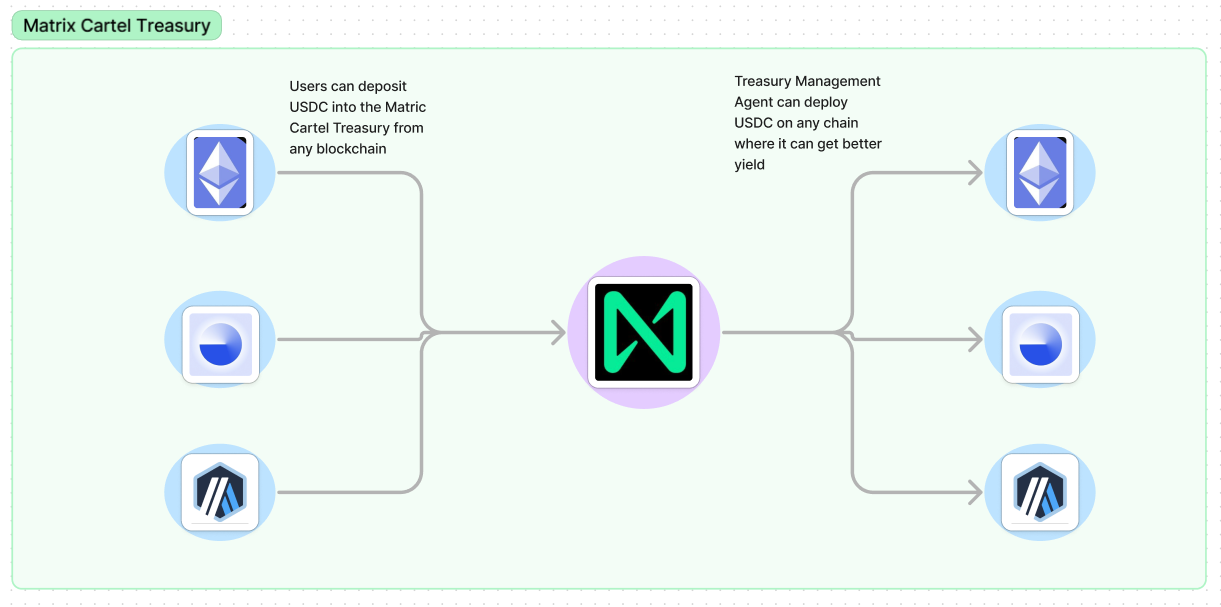 Matrix Cartel Treasury
Users can deposit
USDC into the Matric
Cartel Treasury from
any blockchain
Treasury Management
Agent can deploy
USDC on any chain
where it can get better
yield